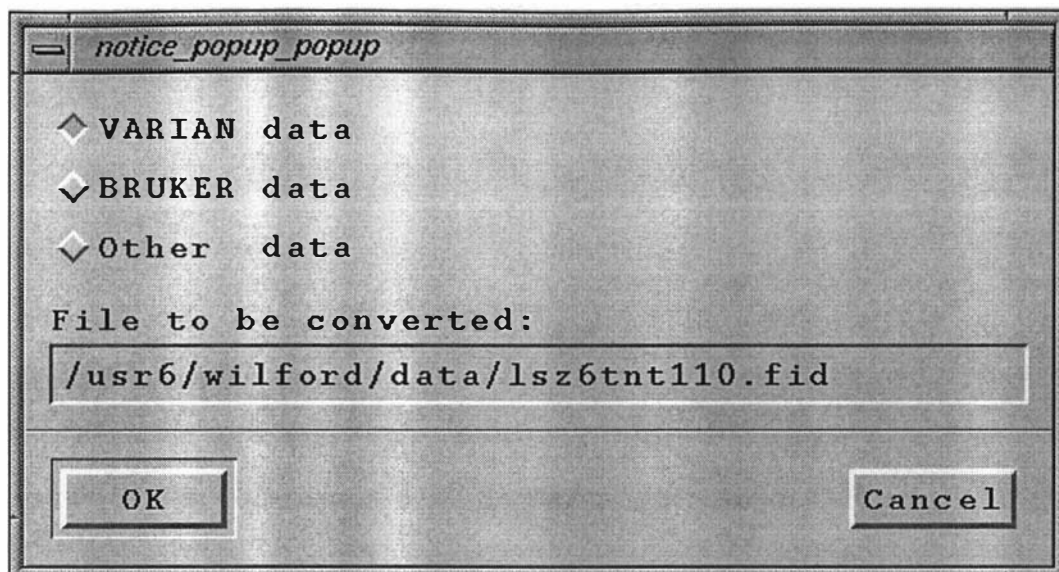 notice_popup_popup
VARIAN data
BRUKER data
Other data
File to be converted:
/usr6/wilford/data/lsz6tnt110.fid
OK
Cancel